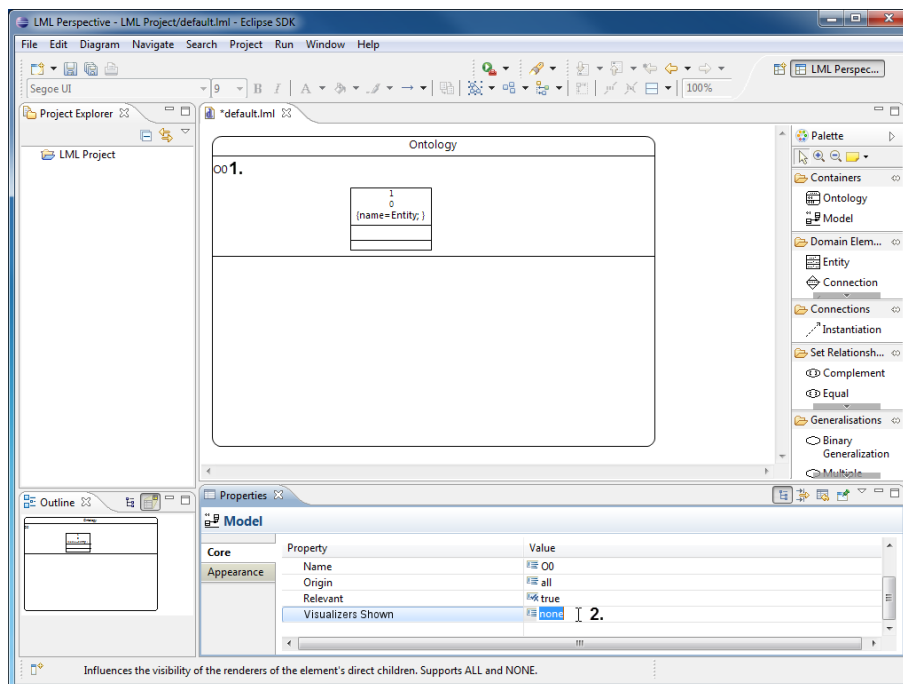 LML Perspective - LML Project/default.lml - Eclipse SDK
File Edit Diagram Navigate Search Project Run Window Help
LML Perspec...
Segoe UI 9 B I A 100%
Project Explorer
*default.lml
LML Project
Ontology
O0 1.
1
0
{name=Entity; }
Palette
Containers
Ontology
Model
Domain Elem...
Entity
Connection
Connections
Instantiation
Set Relationsh...
Complement
Equal
Generalisations
Binary
Generalization
Multiple
Outline
Properties
Model
Core
Appearance
Property Value
Name O0
Origin all
Relevant true
Visualizers Shown none 2.
Influences the visibility of the renderers of the element's direct children. Supports ALL and NONE.